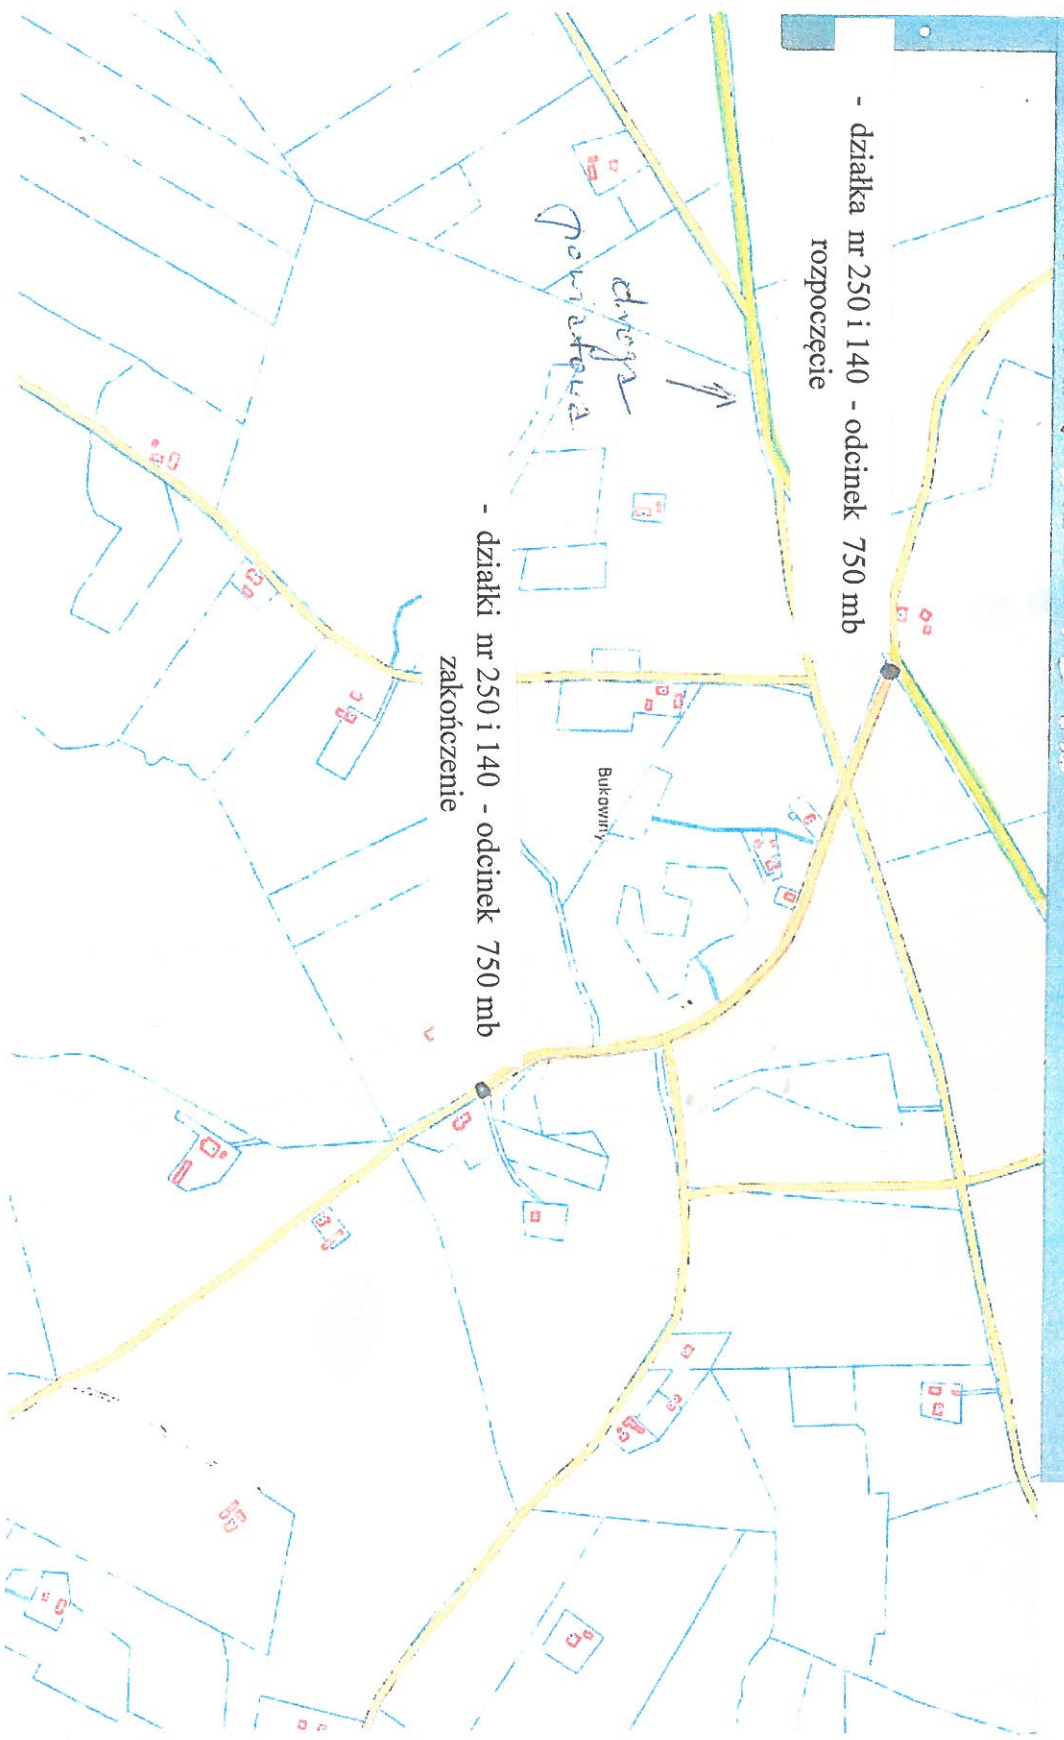 - działka nr 250 i 140 - odcinek 750 mb
rozpoczęcie
droga
powiatowa
- działki nr 250 i 140 - odcinek 750 mb
zakończenie
Bukowiny